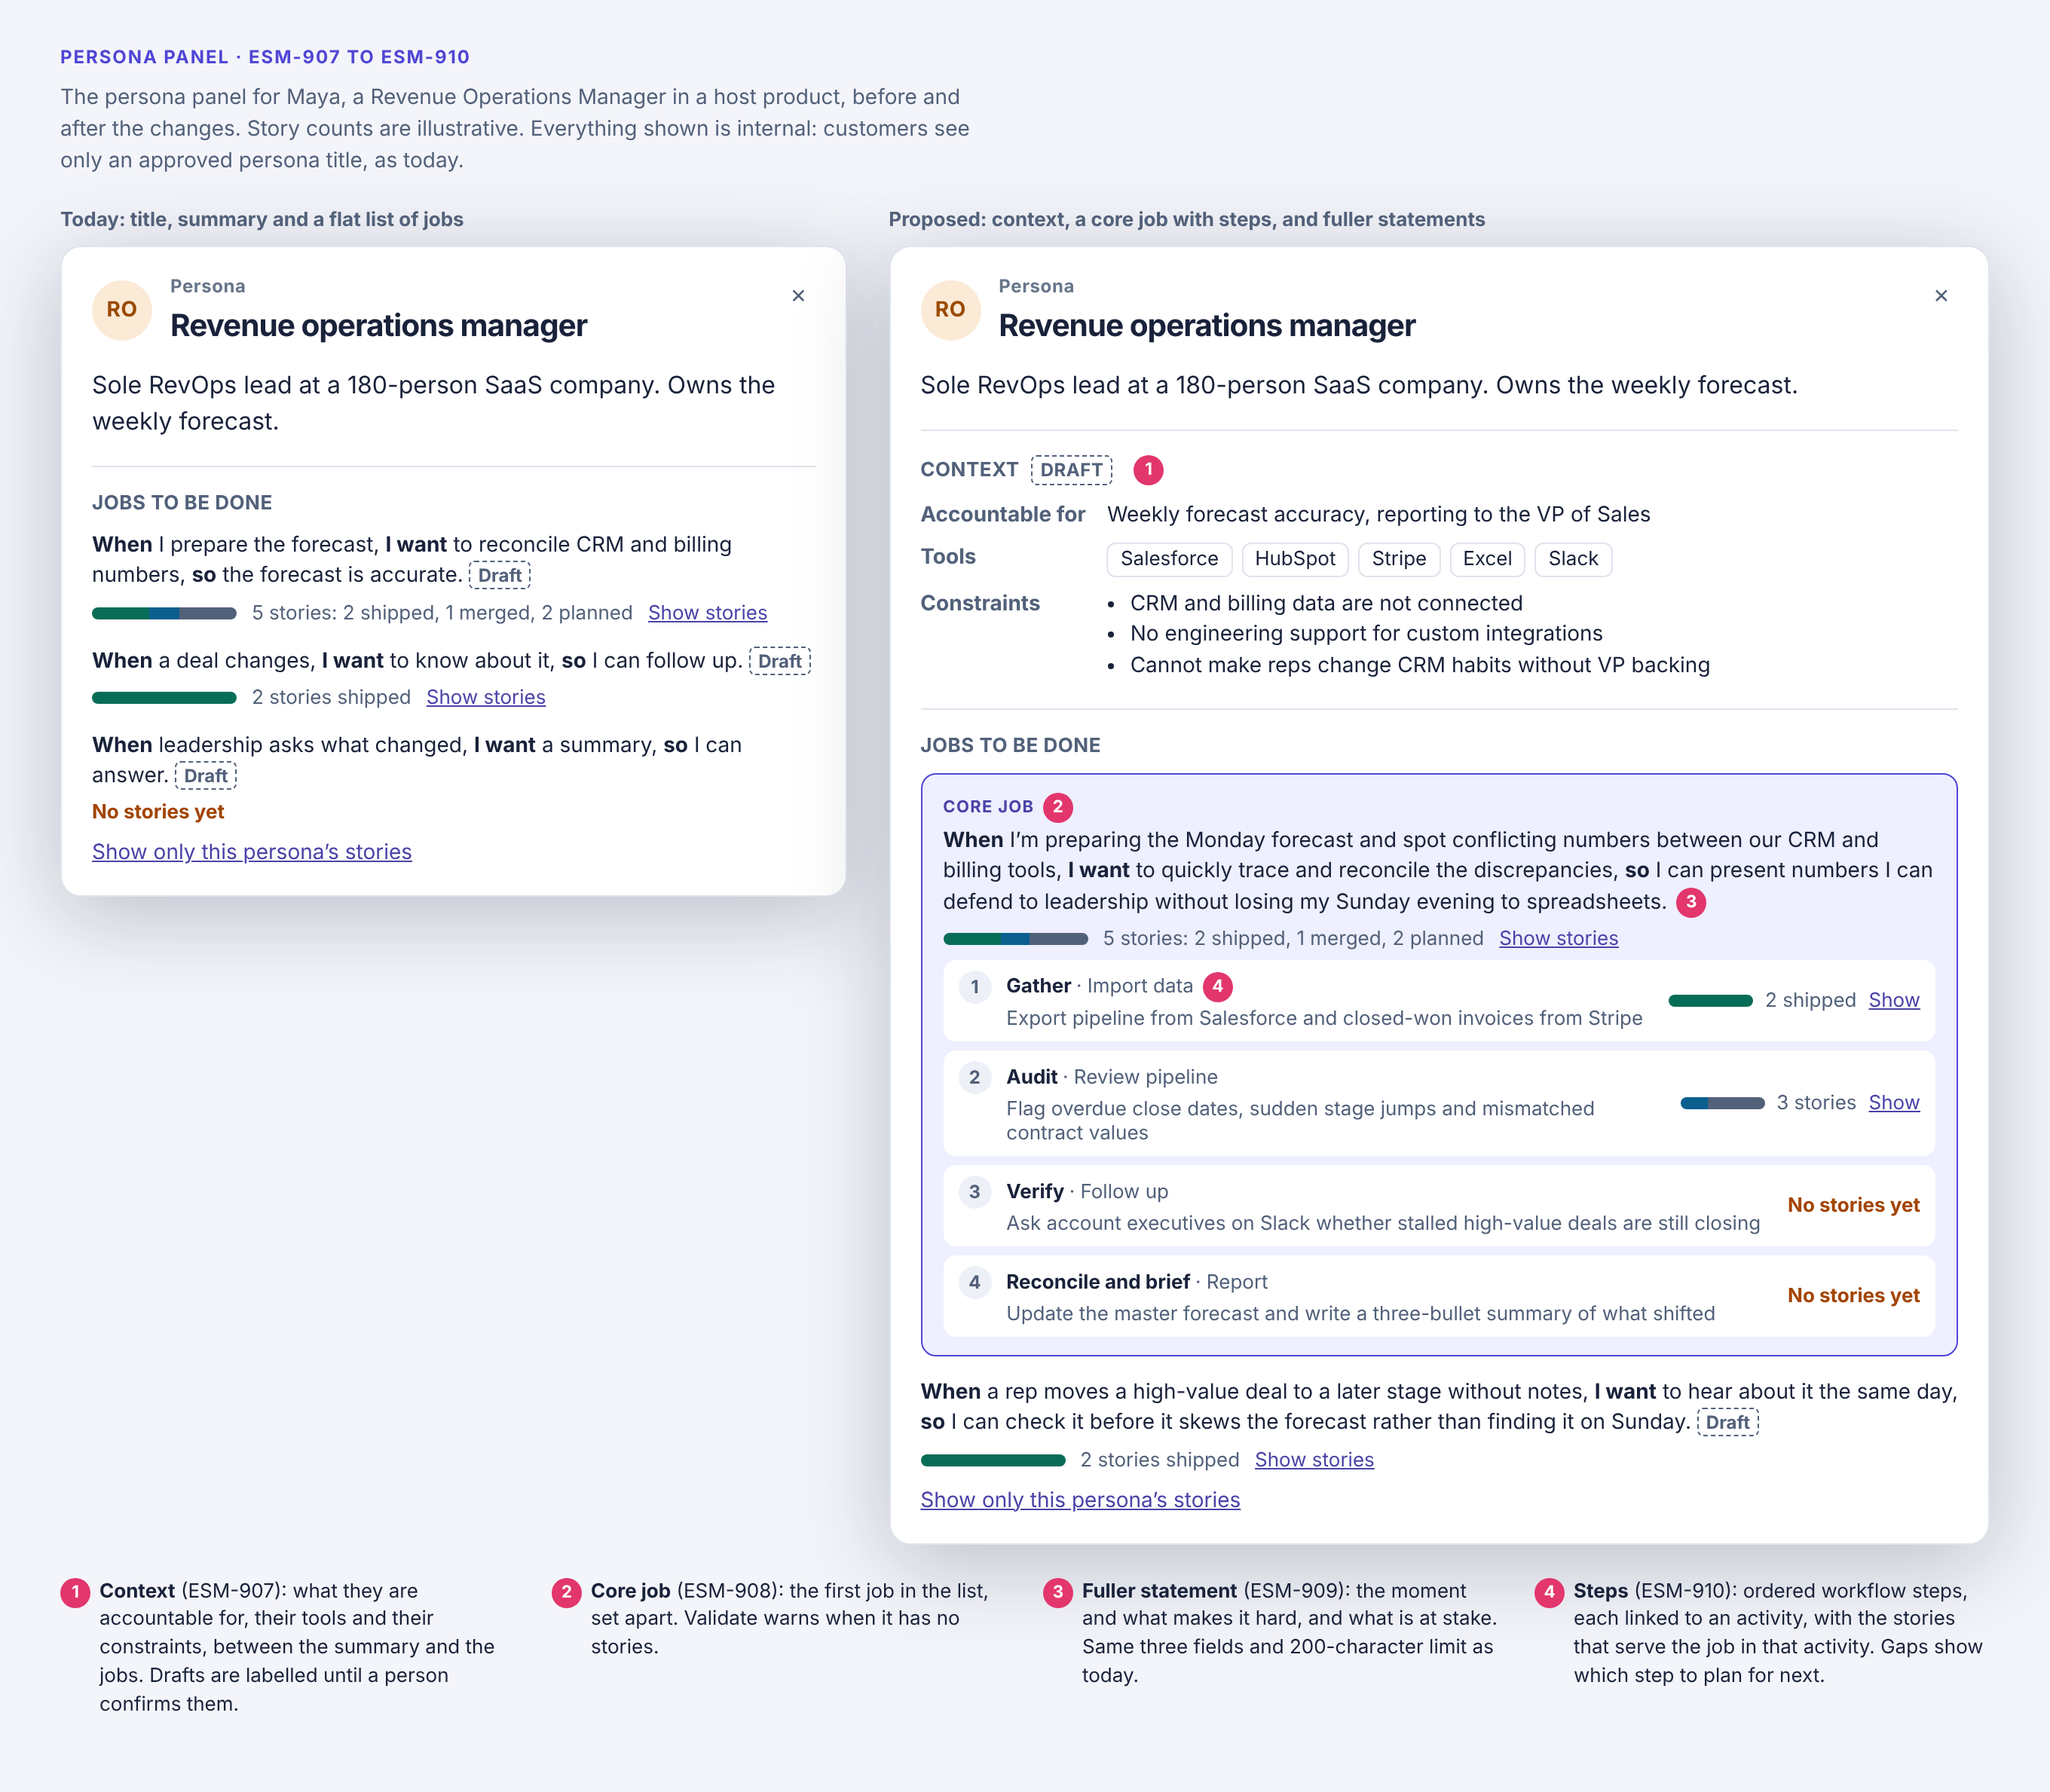 PERSONA PANEL · ESM-907 TO ESM-910
The persona panel for Maya, a Revenue Operations Manager in a host product, before and
after the changes. Story counts are illustrative. Everything shown is internal: customers see
only an approved persona title, as today.
Today: title, summary and a flat list of jobs
RO
Persona
Revenue operations manager
×
Sole RevOps lead at a 180-person SaaS company. Owns the
weekly forecast.
JOBS TO BE DONE
When I prepare the forecast, I want to reconcile CRM and billing
numbers, so the forecast is accurate. Draft
5 stories: 2 shipped, 1 merged, 2 planned Show stories
When a deal changes, I want to know about it, so I can follow up. Draft
2 stories shipped Show stories
When leadership asks what changed, I want a summary, so I can
answer. Draft
No stories yet
Show only this persona’s stories
Proposed: context, a core job with steps, and fuller statements
RO
Persona
Revenue operations manager
×
Sole RevOps lead at a 180-person SaaS company. Owns the weekly forecast.
CONTEXT DRAFT 1
Accountable for Weekly forecast accuracy, reporting to the VP of Sales
Tools Salesforce HubSpot Stripe Excel Slack
Constraints • CRM and billing data are not connected
• No engineering support for custom integrations
• Cannot make reps change CRM habits without VP backing
JOBS TO BE DONE
CORE JOB 2
When I’m preparing the Monday forecast and spot conflicting numbers between our CRM and
billing tools, I want to quickly trace and reconcile the discrepancies, so I can present numbers I can
defend to leadership without losing my Sunday evening to spreadsheets. 3
5 stories: 2 shipped, 1 merged, 2 planned Show stories
1 Gather · Import data 4
Export pipeline from Salesforce and closed-won invoices from Stripe
2 shipped Show
2 Audit · Review pipeline
Flag overdue close dates, sudden stage jumps and mismatched
contract values
3 stories Show
3 Verify · Follow up
Ask account executives on Slack whether stalled high-value deals are still closing
No stories yet
4 Reconcile and brief · Report
Update the master forecast and write a three-bullet summary of what shifted
No stories yet
When a rep moves a high-value deal to a later stage without notes, I want to hear about it the same day,
so I can check it before it skews the forecast rather than finding it on Sunday. Draft
2 stories shipped Show stories
Show only this persona’s stories
1 Context (ESM-907): what they are
accountable for, their tools and their
constraints, between the summary and the
jobs. Drafts are labelled until a person
confirms them.
2 Core job (ESM-908): the first job in the list,
set apart. Validate warns when it has no
stories.
3 Fuller statement (ESM-909): the moment
and what makes it hard, and what is at stake.
Same three fields and 200-character limit as
today.
4 Steps (ESM-910): ordered workflow steps,
each linked to an activity, with the stories
that serve the job in that activity. Gaps show
which step to plan for next.